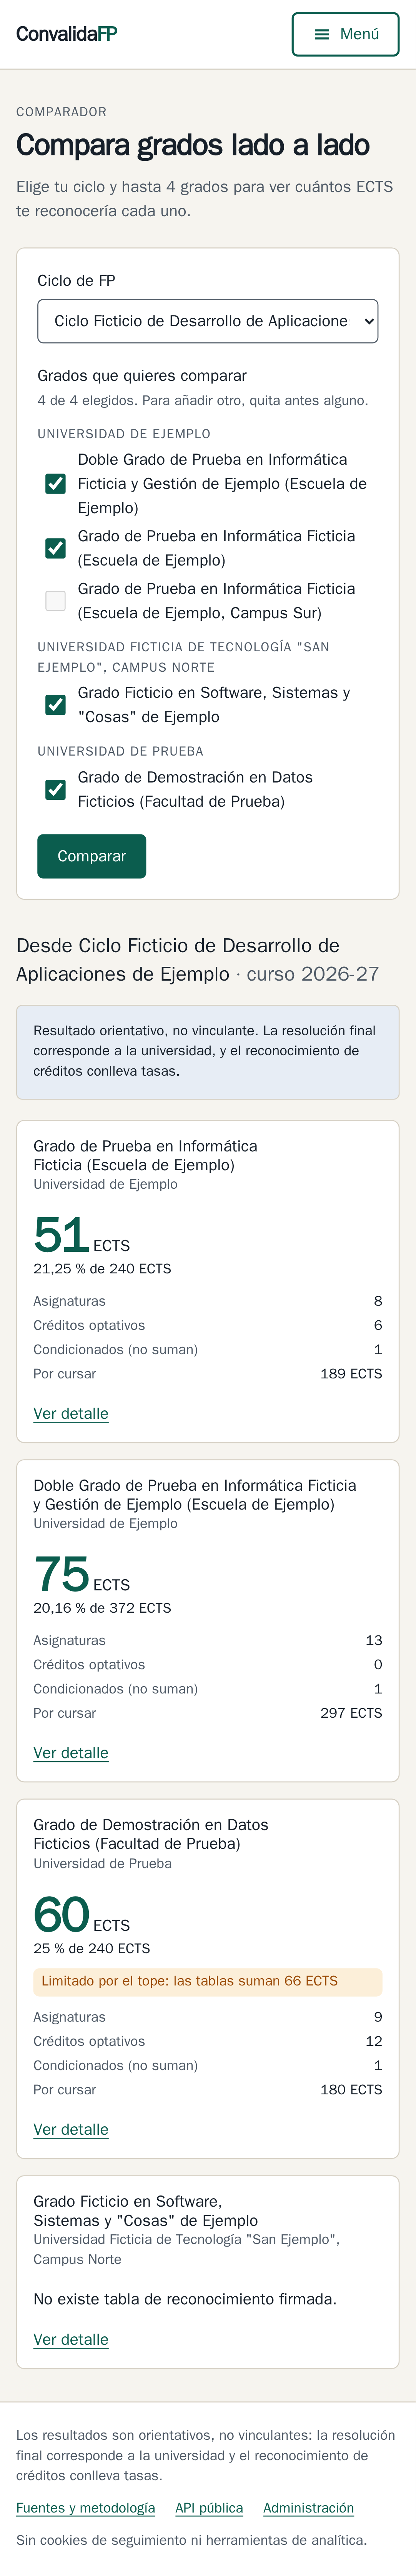 ConvalidaFP
Menú
COMPARADOR
Compara grados lado a lado
Elige tu ciclo y hasta 4 grados para ver cuántos ECTS
te reconocería cada uno.
Ciclo de FP
Ciclo Ficticio de Desarrollo de Aplicacione
Grados que quieres comparar
4 de 4 elegidos. Para añadir otro, quita antes alguno.
UNIVERSIDAD DE EJEMPLO
Doble Grado de Prueba en Informática
Ficticia y Gestión de Ejemplo (Escuela de
Ejemplo)
Grado de Prueba en Informática Ficticia
(Escuela de Ejemplo)
Grado de Prueba en Informática Ficticia
(Escuela de Ejemplo, Campus Sur)
UNIVERSIDAD FICTICIA DE TECNOLOGÍA "SAN
EJEMPLO", CAMPUS NORTE
Grado Ficticio en Software, Sistemas y
"Cosas" de Ejemplo
UNIVERSIDAD DE PRUEBA
Grado de Demostración en Datos
Ficticios (Facultad de Prueba)
Comparar
Desde Ciclo Ficticio de Desarrollo de
Aplicaciones de Ejemplo · curso 2026-27
Resultado orientativo, no vinculante. La resolución final
corresponde a la universidad, y el reconocimiento de
créditos conlleva tasas.
Grado de Prueba en Informática
Ficticia (Escuela de Ejemplo)
Universidad de Ejemplo
51 ECTS
21,25 % de 240 ECTS
Asignaturas 8
Créditos optativos 6
Condicionados (no suman) 1
Por cursar 189 ECTS
Ver detalle
Doble Grado de Prueba en Informática Ficticia
y Gestión de Ejemplo (Escuela de Ejemplo)
Universidad de Ejemplo
75 ECTS
20,16 % de 372 ECTS
Asignaturas 13
Créditos optativos 0
Condicionados (no suman) 1
Por cursar 297 ECTS
Ver detalle
Grado de Demostración en Datos
Ficticios (Facultad de Prueba)
Universidad de Prueba
60 ECTS
25 % de 240 ECTS
Limitado por el tope: las tablas suman 66 ECTS
Asignaturas 9
Créditos optativos 12
Condicionados (no suman) 1
Por cursar 180 ECTS
Ver detalle
Grado Ficticio en Software,
Sistemas y "Cosas" de Ejemplo
Universidad Ficticia de Tecnología "San Ejemplo",
Campus Norte
No existe tabla de reconocimiento firmada.
Ver detalle
Los resultados son orientativos, no vinculantes: la resolución
final corresponde a la universidad y el reconocimiento de
créditos conlleva tasas.
Fuentes y metodología API pública Administración
Sin cookies de seguimiento ni herramientas de analítica.